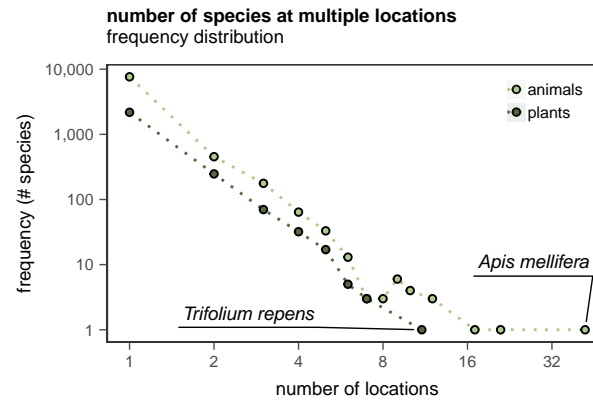 number of species at multiple locations
frequency distribution
frequency (# species)
10,000
1,000
100
10
1
animals
plants
Apis mellifera
Trifolium repens
1 2 4 8 16 32
number of locations